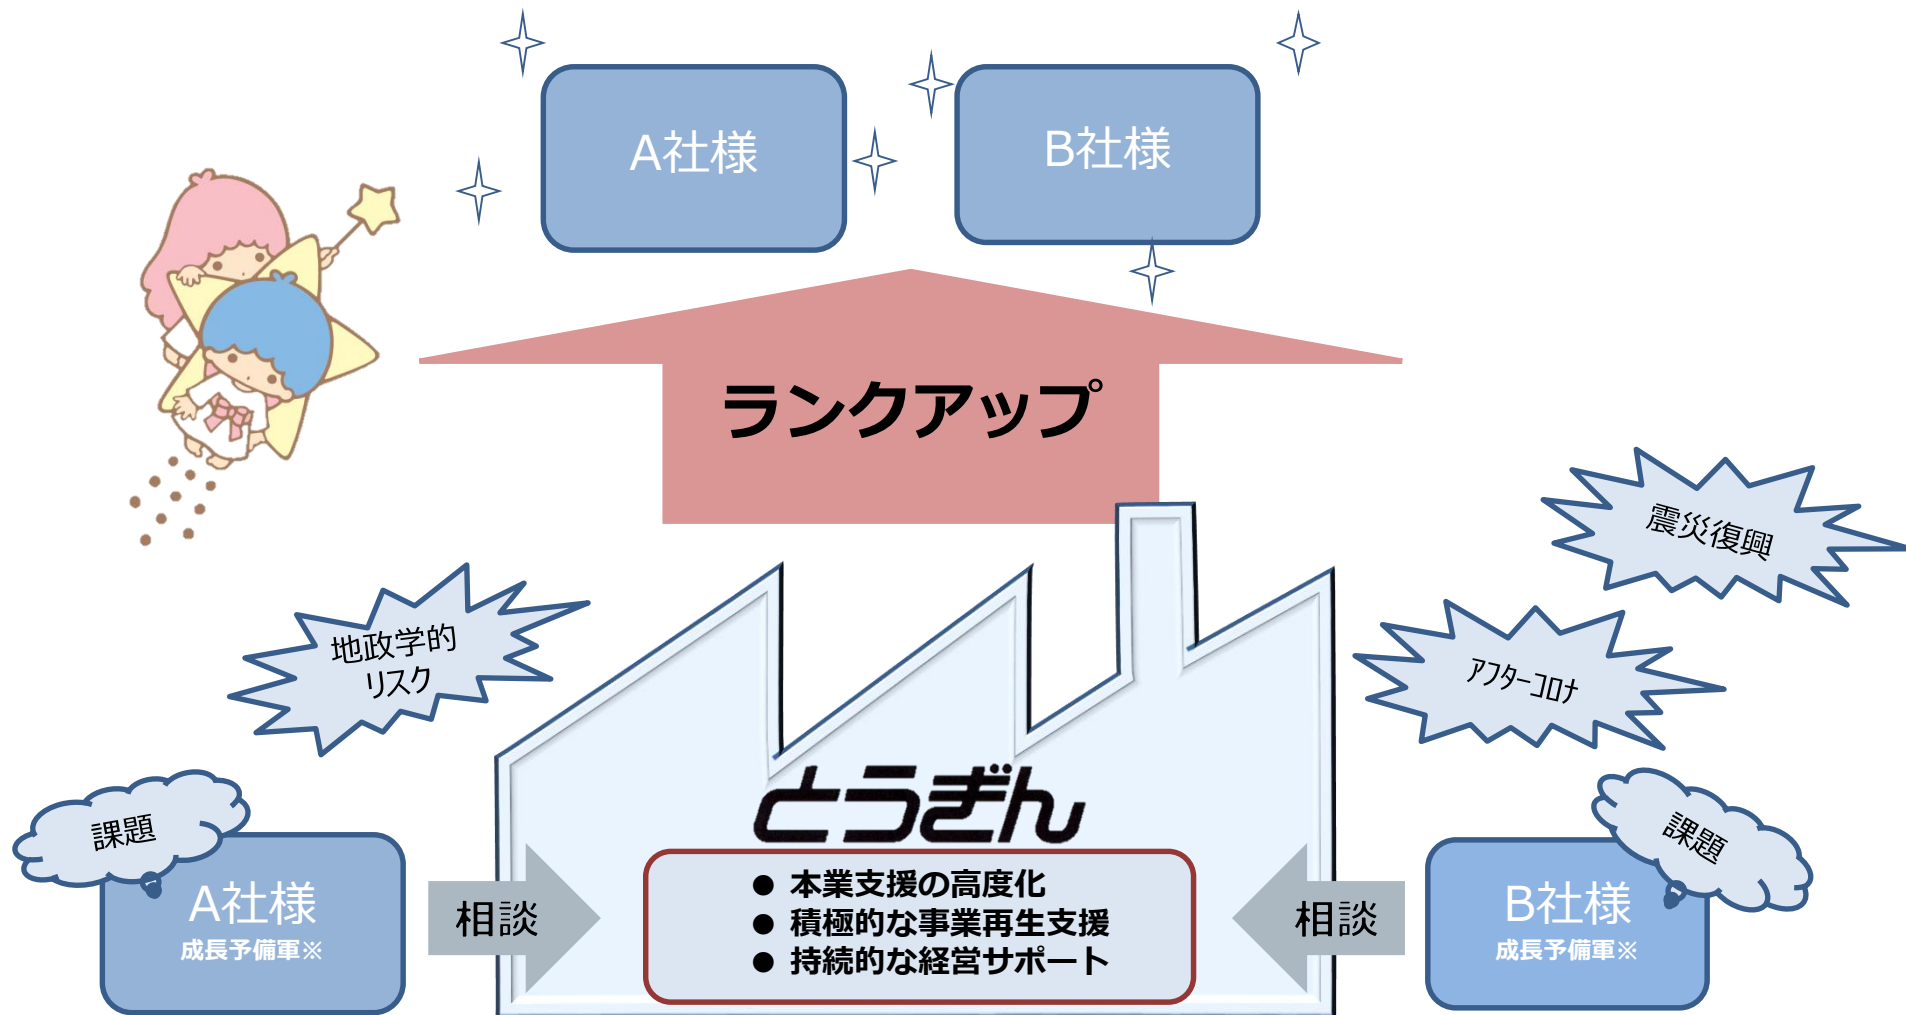 A社様
B社様
ランクアップ
震災復興
地政学的
リスク
アフターコロナ
とうぎん
課題
A社様
成長予備軍※
相談
● 本業支援の高度化
● 積極的な事業再生支援
● 持続的な経営サポート
相談
課題
B社様
成長予備軍※